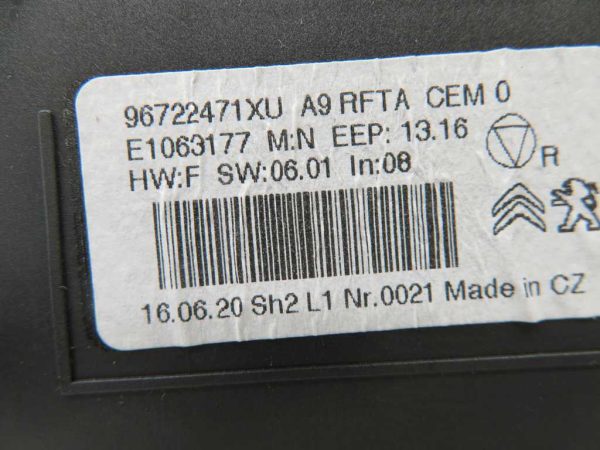 96722471XU A9 RFTA CEM 0
E1063177 M:N EEP: 13.16
HW:F SW:06.01 In:08
R
16.06.20 Sh2 L1 Nr.0021 Made in CZ